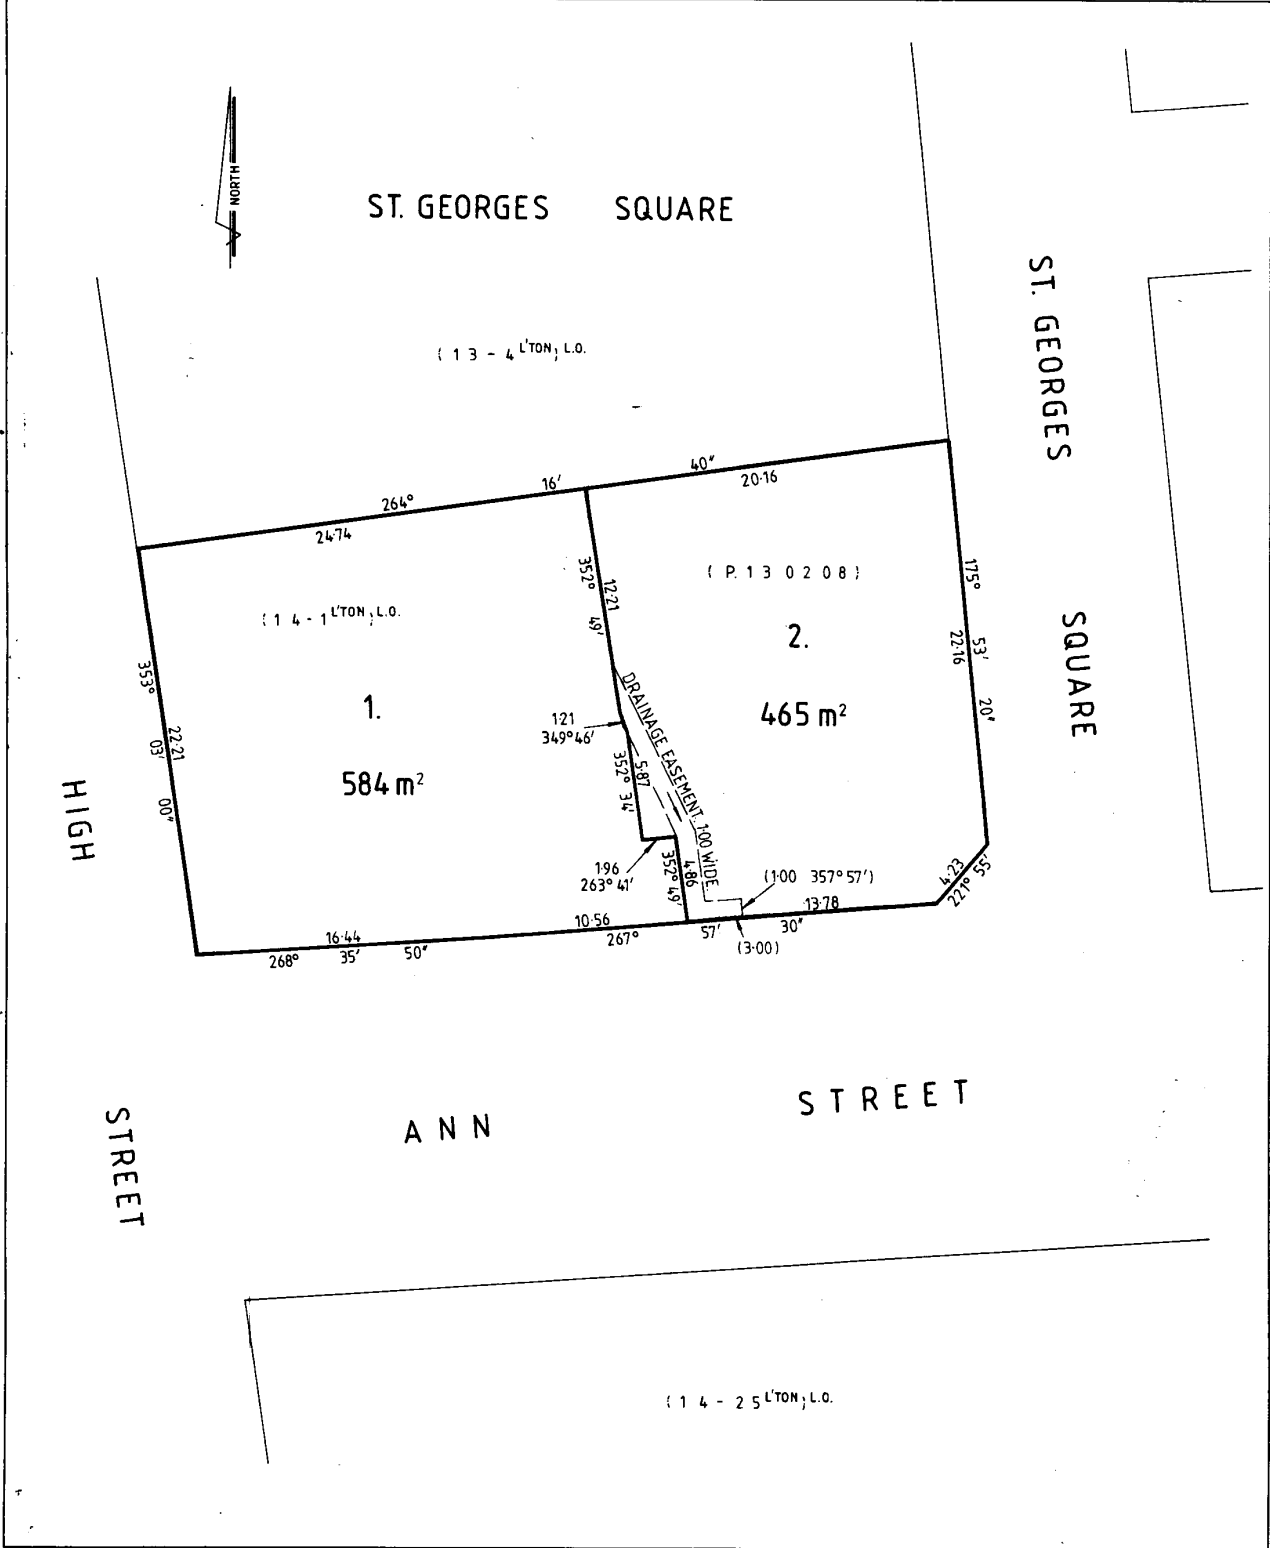 NORTH
ST. GEORGES SQUARE
ST. GEORGES
SQUARE
(13-4 L'TON) L.O.
264° 16' 40"
24·74
20·16
352° 49'
12·21
(P.130208)
(14-1 L'TON) L.O.
2.
465 m²
1.
584 m²
175° 53' 20"
22·16
353° 03' 00"
22·21
DRAINAGE EASEMENT 1·00 WIDE
1·21
349°46'
5·87
352° 34'
1·96
263° 41'
4·86
352° 49'
(1·00 357°57')
4·23
221° 55'
13·78
10·56
16·44
268° 35' 50"
267° 57' 30"
(3·00)
HIGH
STREET
ANN STREET
(14-25 L'TON) L.O.